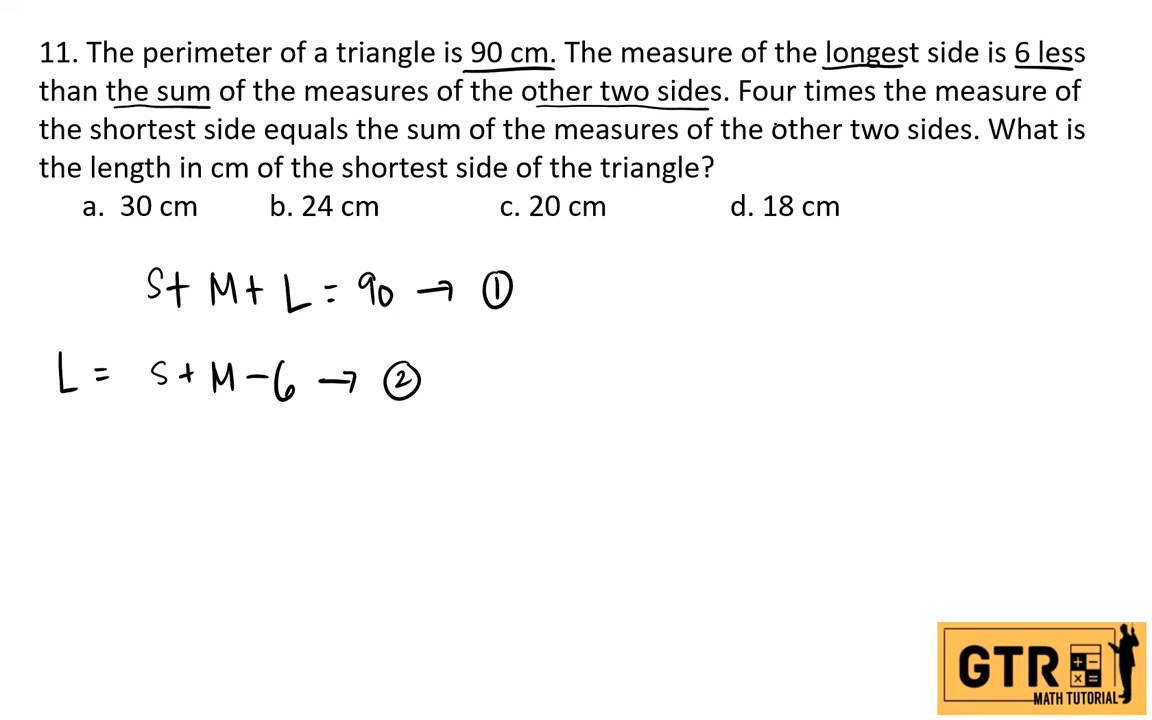 11. The perimeter of a triangle is 90 cm. The measure of the longest side is 6 less
than the sum of the measures of the other two sides. Four times the measure of
the shortest side equals the sum of the measures of the other two sides. What is
the length in cm of the shortest side of the triangle?
a. 30 cm b. 24 cm c. 20 cm d. 18 cm
S + M + L = 90 → ①
L = S + M - 6 → ②
GTR
MATH TUTORIAL